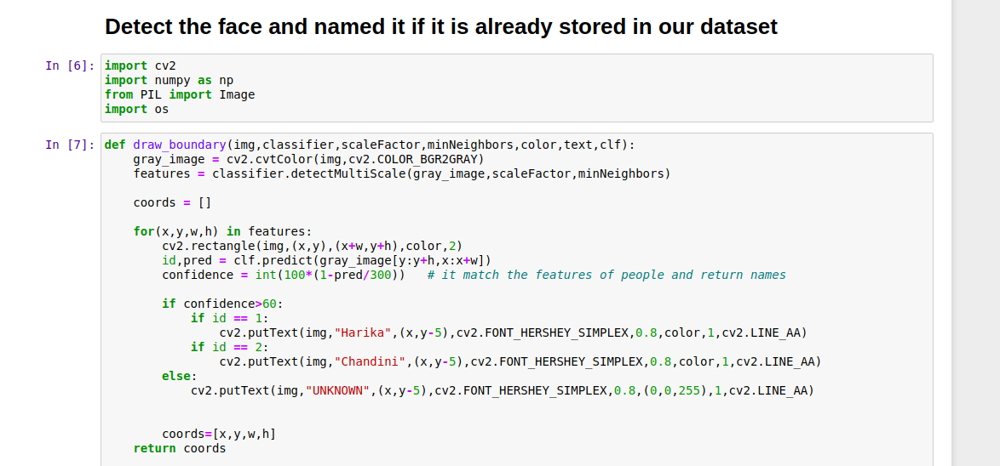 Detect the face and named it if it is already stored in our dataset
In [6]: import cv2
import numpy as np
from PIL import Image
import os
In [7]: def draw_boundary(img,classifier,scaleFactor,minNeighbors,color,text,clf):
    gray_image = cv2.cvtColor(img,cv2.COLOR_BGR2GRAY)
    features = classifier.detectMultiScale(gray_image,scaleFactor,minNeighbors)
    coords = []
    for(x,y,w,h) in features:
        cv2.rectangle(img,(x,y),(x+w,y+h),color,2)
        id,pred = clf.predict(gray_image[y:y+h,x:x+w])
        confidence = int(100*(1-pred/300))   # it match the features of people and return names
        if confidence>60:
            if id == 1:
                cv2.putText(img,"Harika",(x,y-5),cv2.FONT_HERSHEY_SIMPLEX,0.8,color,1,cv2.LINE_AA)
            if id == 2:
                cv2.putText(img,"Chandini",(x,y-5),cv2.FONT_HERSHEY_SIMPLEX,0.8,color,1,cv2.LINE_AA)
        else:
            cv2.putText(img,"UNKNOWN",(x,y-5),cv2.FONT_HERSHEY_SIMPLEX,0.8,(0,0,255),1,cv2.LINE_AA)
        coords=[x,y,w,h]
    return coords